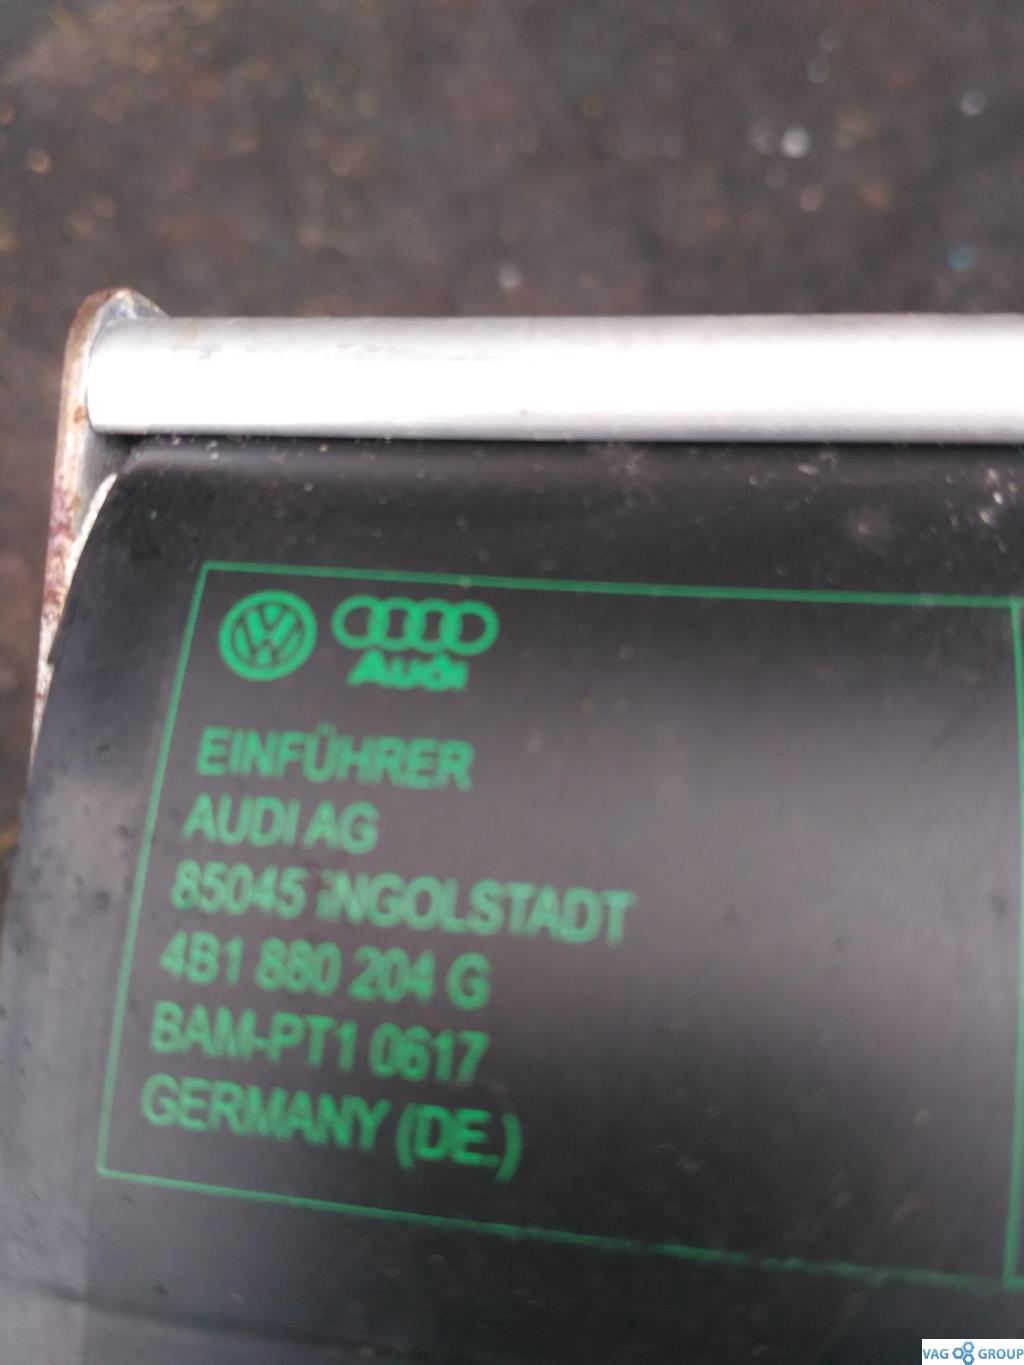 Audi
EINFÜHRER
AUDI AG
85045 INGOLSTADT
4B1 880 204 G
BAM-PT1 0617
GERMANY (DE.)
VAG GROUP